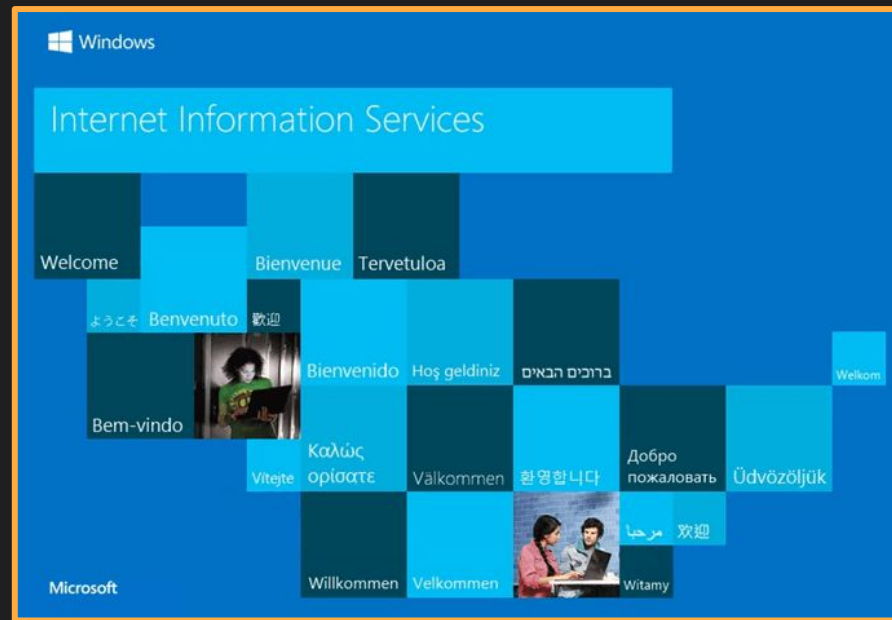 Windows
Internet Information Services
Welcome
Bienvenue
Tervetuloa
ようこそ
Benvenuto
歡迎
Bienvenido
Hoş geldiniz
ברוכים הבאים
Welkom
Bem-vindo
Vítejte
Καλώς
ορίσατε
Välkommen
환영합니다
Добро
пожаловать
Üdvözöljük
مرحباً
欢迎
Willkommen
Velkommen
Witamy
Microsoft